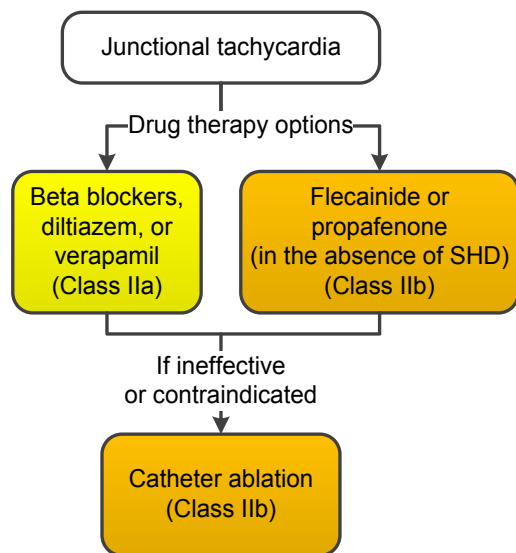 Junctional tachycardia
Drug therapy options
Beta blockers,
diltiazem, or
verapamil
(Class IIa)
Flecainide or
propafenone
(in the absence of SHD)
(Class IIb)
If ineffective
or contraindicated
Catheter ablation
(Class IIb)